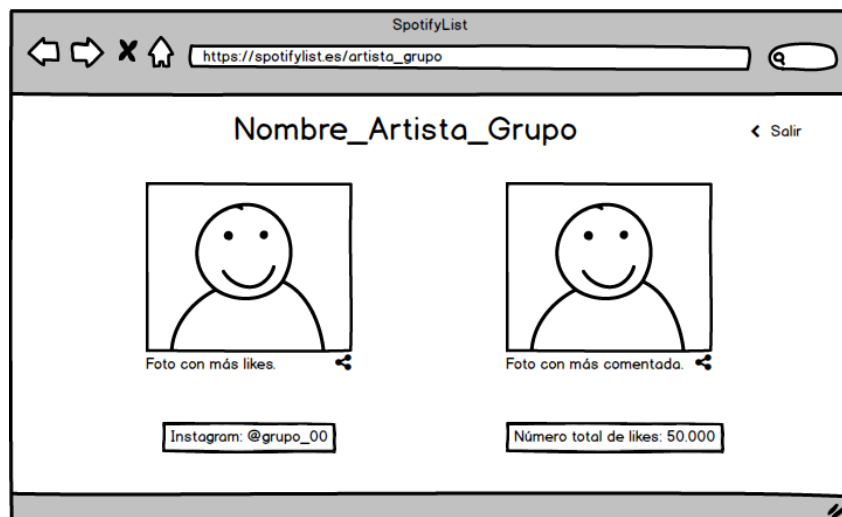 SpotifyList
https://spotifylist.es/artista_grupo
Nombre_Artista_Grupo
Salir
Foto con más likes.
Foto con más comentada.
Instagram: @grupo_00
Número total de likes: 50.000